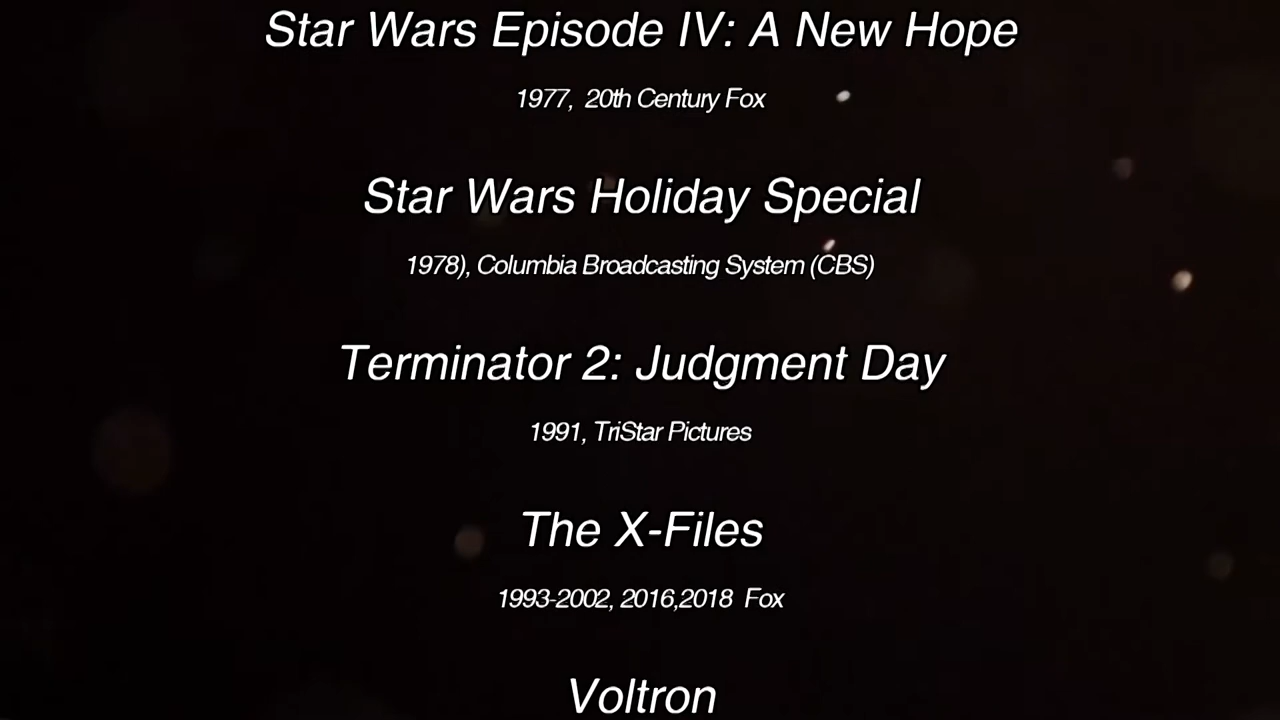 Star Wars Episode IV: A New Hope
1977, 20th Century Fox
Star Wars Holiday Special
1978), Columbia Broadcasting System (CBS)
Terminator 2: Judgment Day
1991, TriStar Pictures
The X-Files
1993-2002, 2016,2018 Fox
Voltron